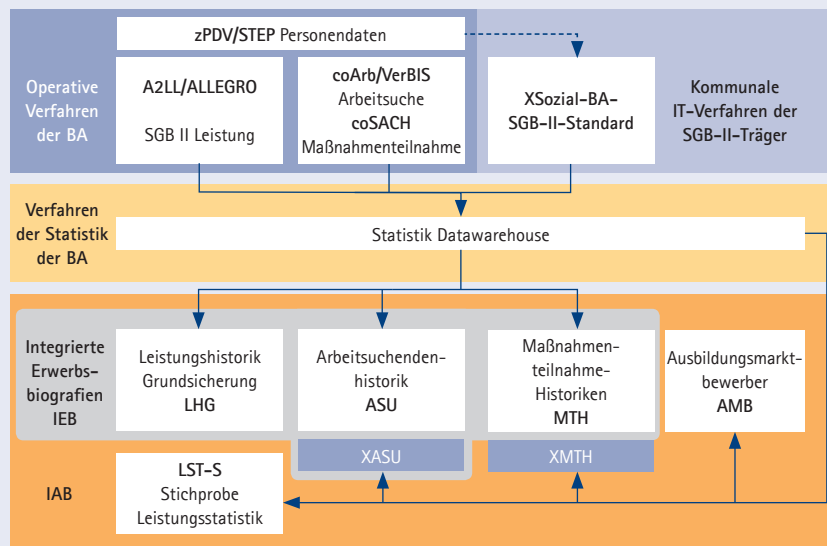 zPDV/STEP Personendaten
Operative
Verfahren
der BA
A2LL/ALLEGRO
SGB II Leistung
coArb/VerBIS
Arbeitsuche
coSACH
Maßnahmenteilnahme
XSozial-BA-
SGB-II-Standard
Kommunale
IT-Verfahren der
SGB-II-Träger
Verfahren
der Statistik
der BA
Statistik Datawarehouse
Integrierte
Erwerbs-
biografien
IEB
Leistungshistorik
Grundsicherung
LHG
Arbeitsuchenden-
historik
ASU
Maßnahmen-
teilnahme-
Historiken
MTH
Ausbildungsmarkt-
bewerber
AMB
XASU
XMTH
IAB
LST-S
Stichprobe
Leistungsstatistik